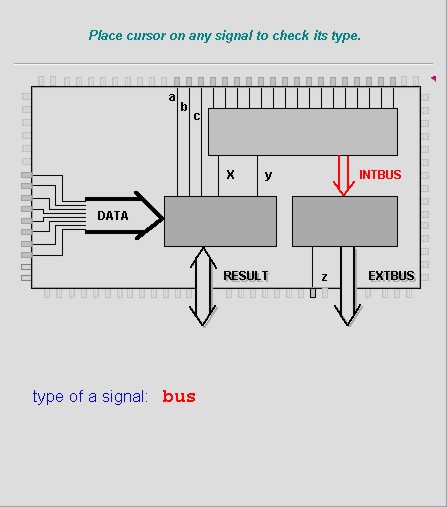 Place cursor on any signal to check its type.
a
b
c
x y INTBUS
DATA
RESULT z EXTBUS
type of a signal: bus